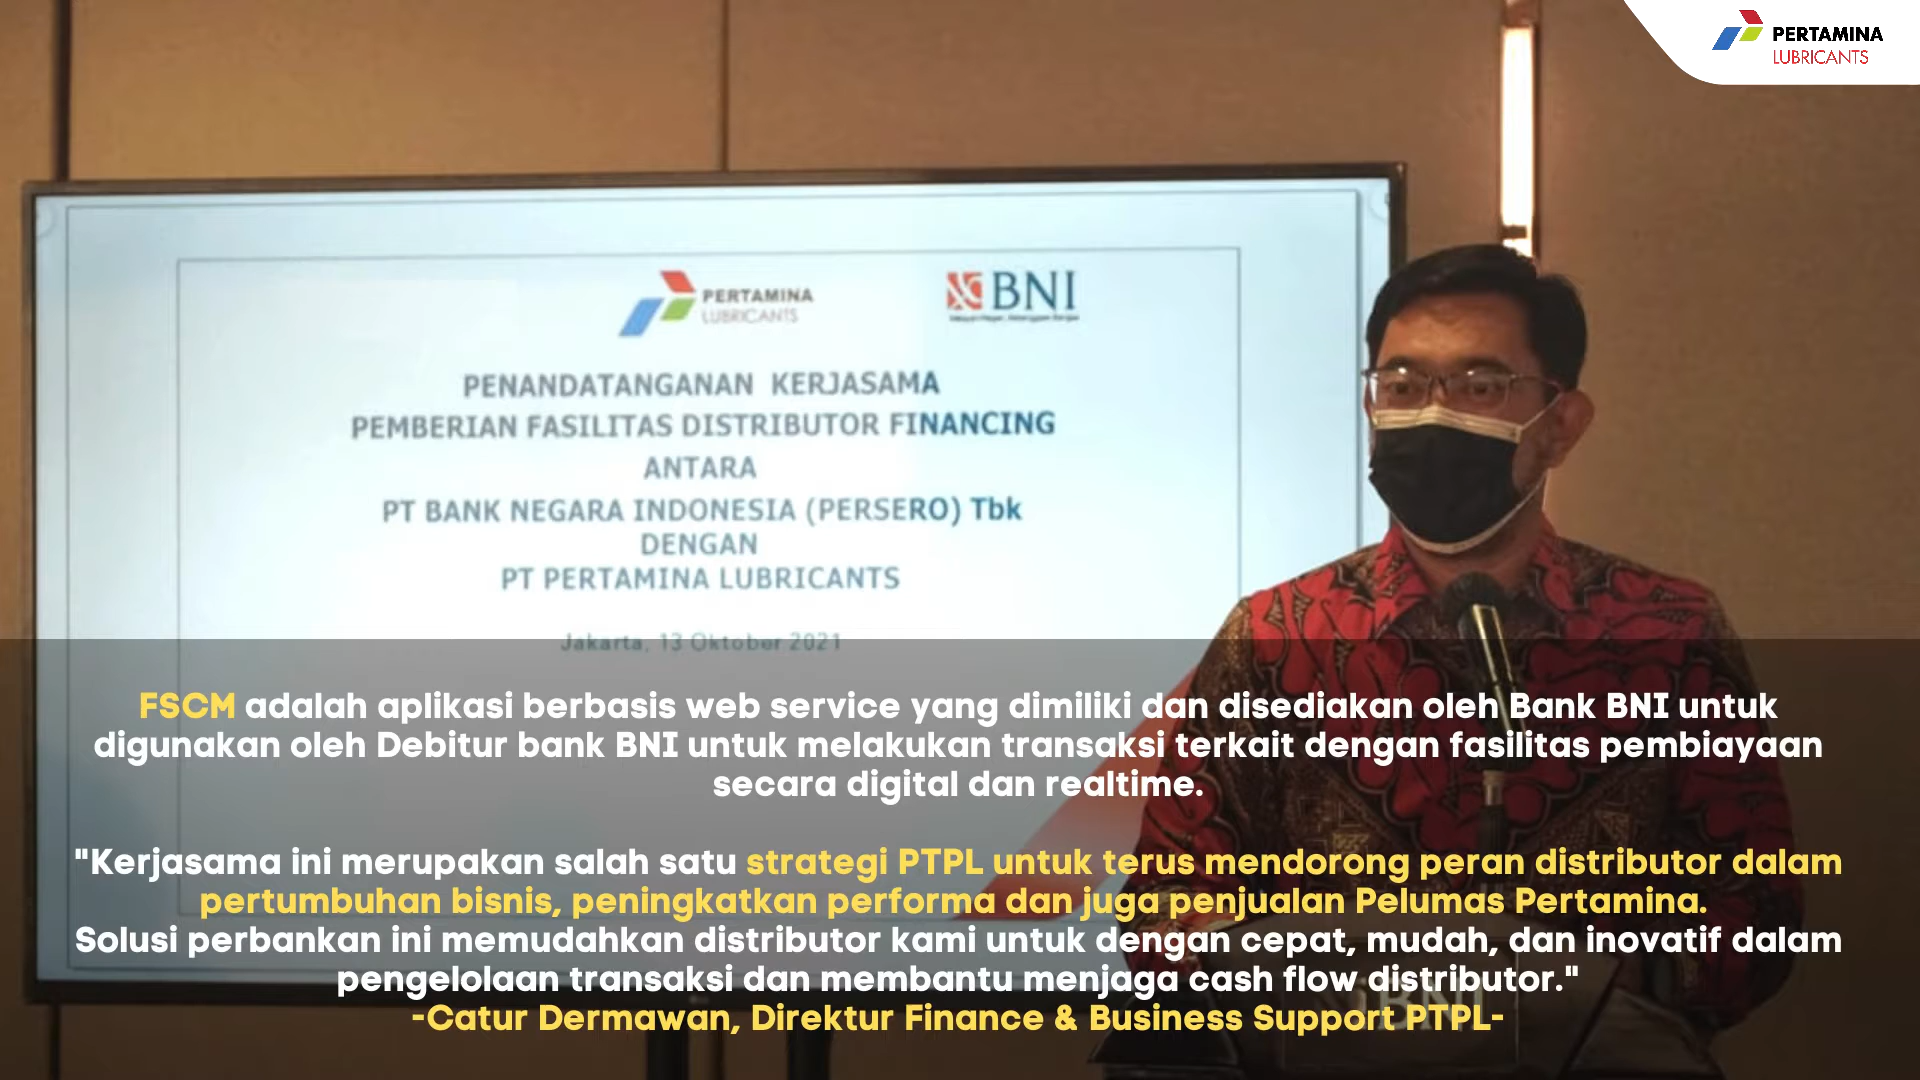 PERTAMINA
LUBRICANTS
PERTAMINA
LUBRICANTS
BNI
PENANDATANGANAN KERJASAMA
PEMBERIAN FASILITAS DISTRIBUTOR FINANCING
ANTARA
PT BANK NEGARA INDONESIA (PERSERO) Tbk
DENGAN
PT PERTAMINA LUBRICANTS
Jakarta, 13 Oktober 2021
FSCM adalah aplikasi berbasis web service yang dimiliki dan disediakan oleh Bank BNI untuk
digunakan oleh Debitur bank BNI untuk melakukan transaksi terkait dengan fasilitas pembiayaan
secara digital dan realtime.
"Kerjasama ini merupakan salah satu strategi PTPL untuk terus mendorong peran distributor dalam
pertumbuhan bisnis, peningkatkan performa dan juga penjualan Pelumas Pertamina.
Solusi perbankan ini memudahkan distributor kami untuk dengan cepat, mudah, dan inovatif dalam
pengelolaan transaksi dan membantu menjaga cash flow distributor."
-Catur Dermawan, Direktur Finance & Business Support PTPL-
BNI